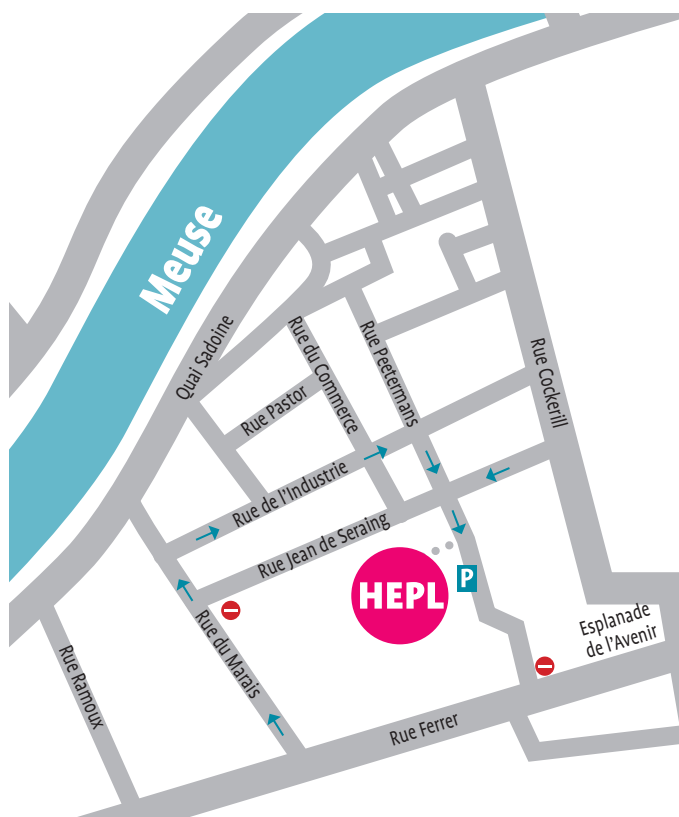 Meuse
Quai Sadoine
Rue du Commerce
Rue Peetermans
Rue Cockerill
Rue Pastor
Rue de l'Industrie
Rue Jean de Seraing
HEPL
P
Rue du Marais
Rue Ramoux
Esplanade
de l'Avenir
Rue Ferrer